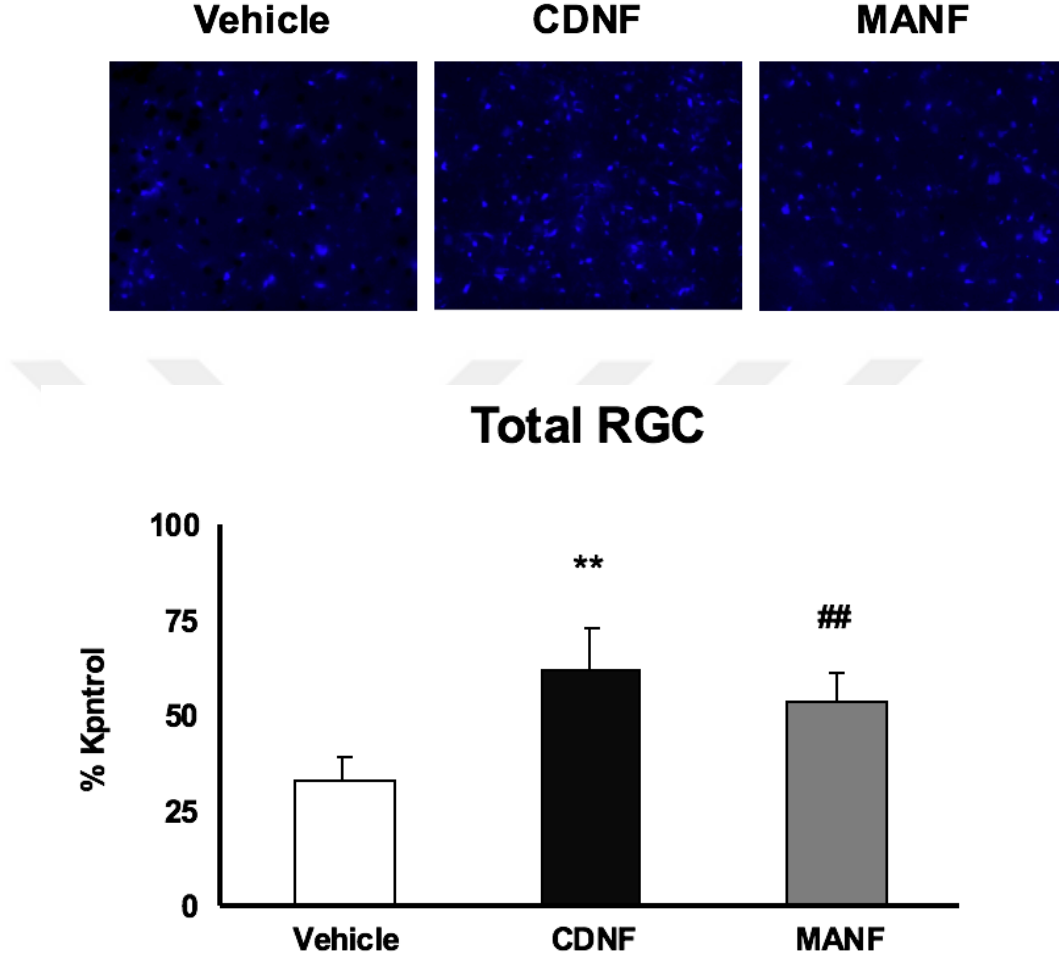 Vehicle CDNF MANF
Total RGC
100
**
75
##
50
25
0
% Kpntrol
Vehicle CDNF MANF